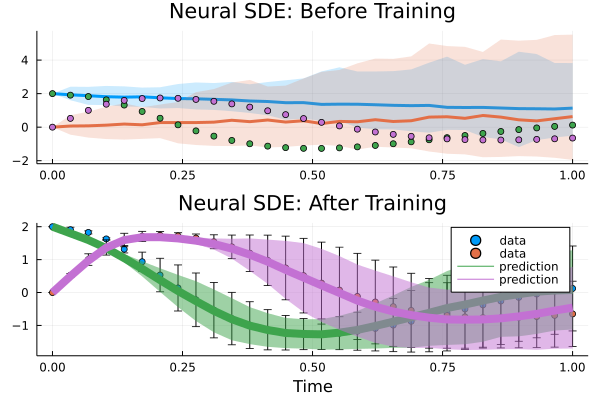 Neural SDE: Before Training
4
2
0
−2
0.00 0.25 0.50 0.75 1.00
Neural SDE: After Training
2
1
0
−1
data
data
prediction
prediction
0.00 0.25 0.50 0.75 1.00
Time